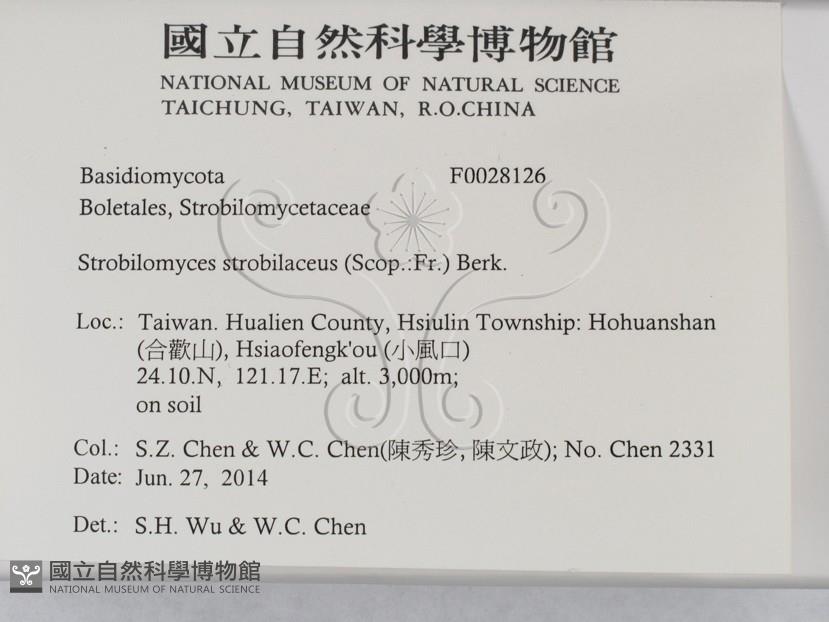 國立自然科學博物館
NATIONAL MUSEUM OF NATURAL SCIENCE
TAICHUNG, TAIWAN, R.O.CHINA
Basidiomycota F0028126
Boletales, Strobilomycetaceae
Strobilomyces strobilaceus (Scop.:Fr.) Berk.
Loc.: Taiwan. Hualien County, Hsiulin Township: Hohuanshan
(合歡山), Hsiaofengk'ou (小風口)
24.10.N, 121.17.E; alt. 3,000m;
on soil
Col.: S.Z. Chen & W.C. Chen(陳秀珍, 陳文政); No. Chen 2331
Date: Jun. 27, 2014
Det.: S.H. Wu & W.C. Chen
國立自然科學博物館
NATIONAL MUSEUM OF NATURAL SCIENCE